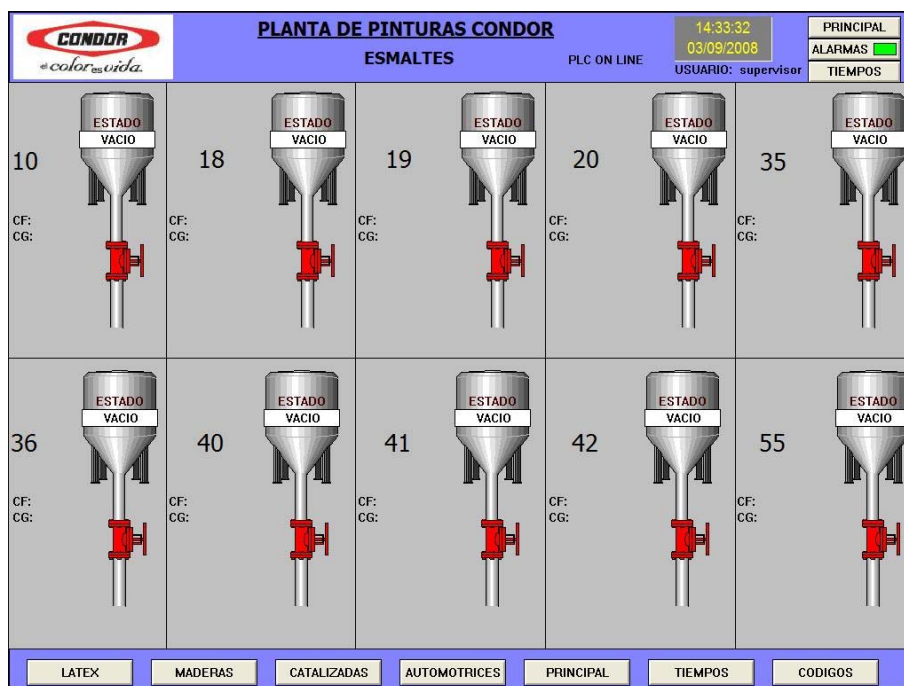 CONDOR
el color es vida.
PLANTA DE PINTURAS CONDOR
ESMALTES
PLC ON LINE
14:33:32
03/09/2008
USUARIO: supervisor
PRINCIPAL
ALARMAS
TIEMPOS
10
ESTADO
VACIO
CF:
CG:
18
ESTADO
VACIO
CF:
CG:
19
ESTADO
VACIO
CF:
CG:
20
ESTADO
VACIO
CF:
CG:
35
ESTADO
VACIO
CF:
CG:
36
ESTADO
VACIO
CF:
CG:
40
ESTADO
VACIO
CF:
CG:
41
ESTADO
VACIO
CF:
CG:
42
ESTADO
VACIO
CF:
CG:
55
ESTADO
VACIO
CF:
CG:
LATEX
MADERAS
CATALIZADAS
AUTOMOTRICES
PRINCIPAL
TIEMPOS
CODIGOS